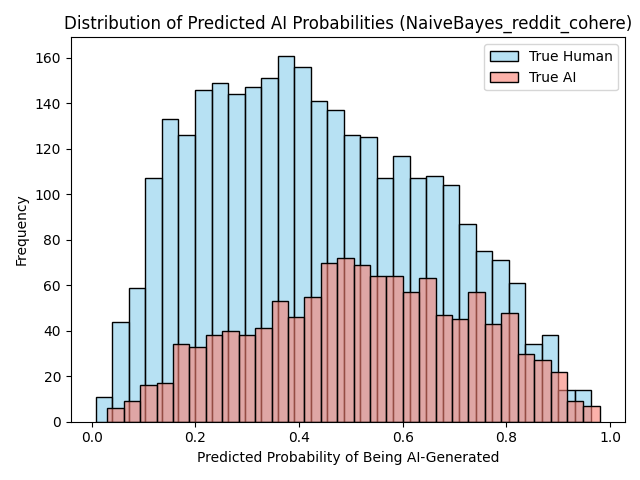 Distribution of Predicted AI Probabilities (NaiveBayes_reddit_cohere)
True Human
True AI
Frequency
160
140
120
100
80
60
40
20
0
0.0 0.2 0.4 0.6 0.8 1.0
Predicted Probability of Being AI-Generated